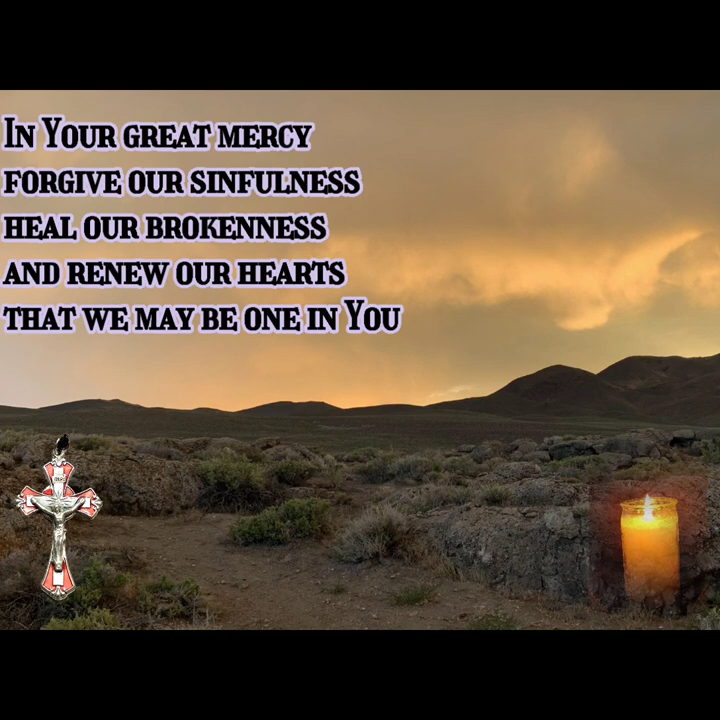 In Your great mercy
forgive our sinfulness
heal our brokenness
and renew our hearts
that we may be one in You